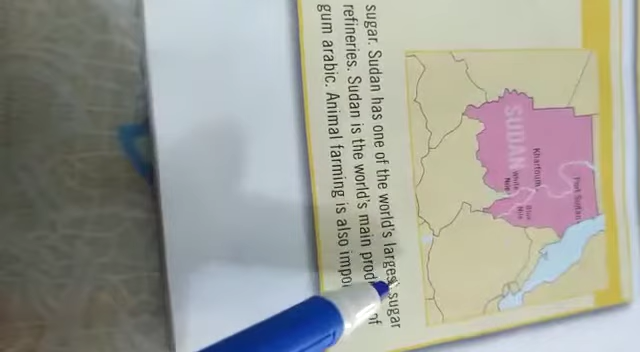 Port Sudan
Khartoum
Blue
Nile
White
Nile
SUDAN
sugar. Sudan has one of the world's largest sugar
refineries. Sudan is the world's main prod of
gum arabic. Animal farming is also impo